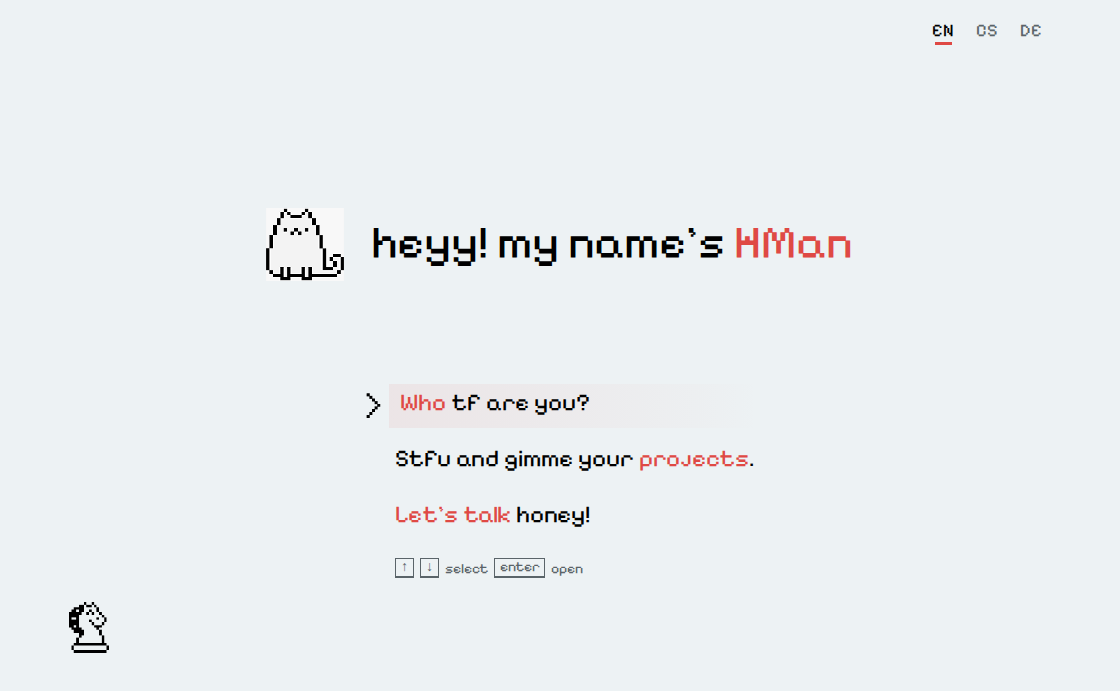 EN CS DE
heyy! my name's HMan
Who tf are you?
Stfu and gimme your projects.
Let's talk honey!
↑ ↓ select enter open